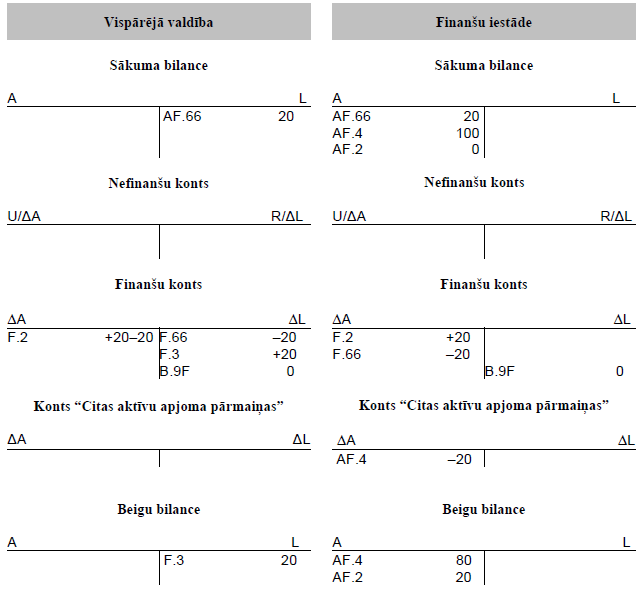 Vispārējā valdība
Sākuma bilance
A L
AF.66 20
Nefinanšu konts
U/ΔA R/ΔL
Finanšu konts
ΔA ΔL
F.2 +20–20 F.66 –20
F.3 +20
B.9F 0
Konts “Citas aktīvu apjoma pārmaiņas”
ΔA ΔL
Beigu bilance
A L
F.3 20
Finanšu iestāde
Sākuma bilance
A L
AF.66 20
AF.4 100
AF.2 0
Nefinanšu konts
U/ΔA R/ΔL
Finanšu konts
ΔA ΔL
F.2 +20
F.66 –20
B.9F 0
Konts “Citas aktīvu apjoma pārmaiņas”
ΔA ΔL
AF.4 –20
Beigu bilance
A L
AF.4 80
AF.2 20